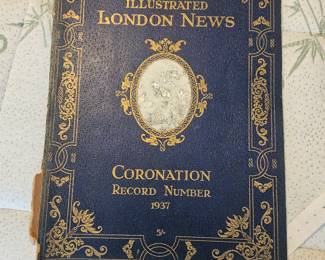 ILLUSTRATED
LONDON NEWS
CORONATION
RECORD NUMBER
1937
5/-